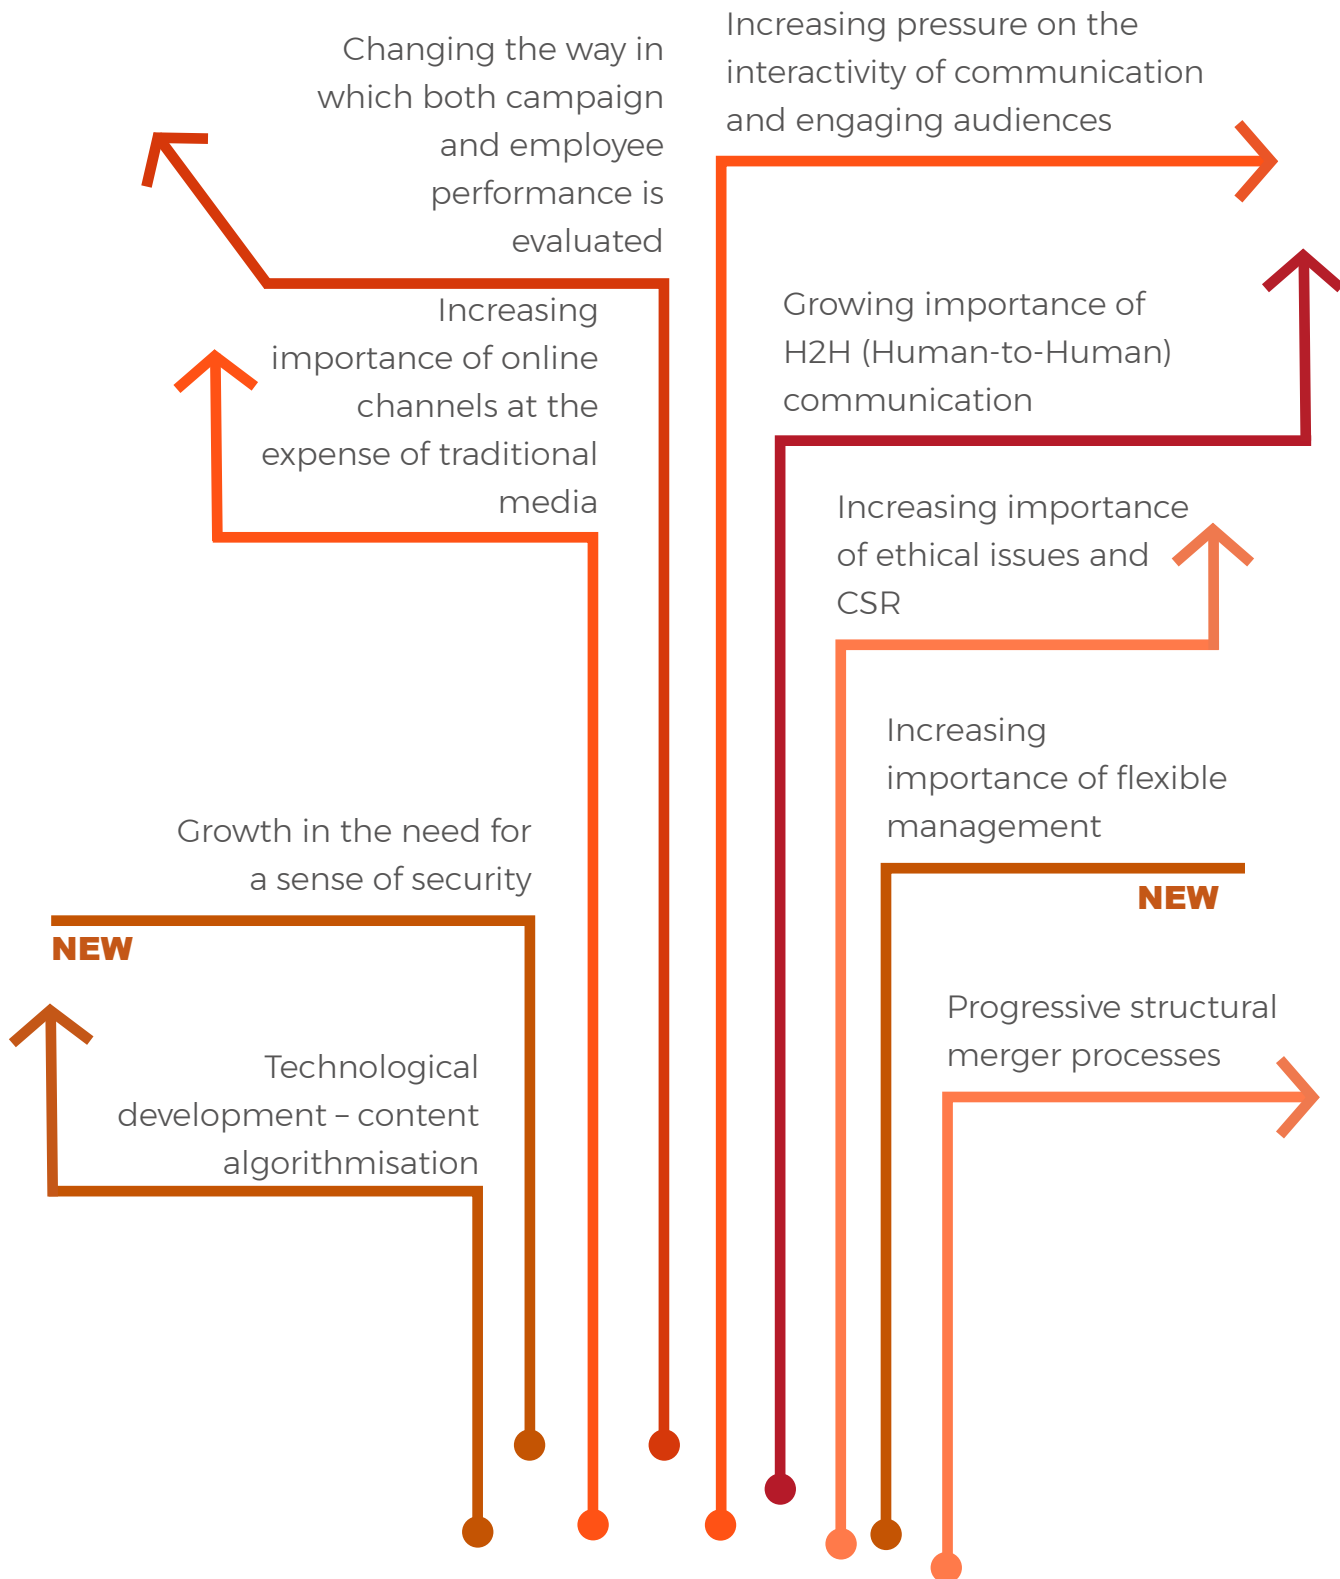 Changing the way in
which both campaign
and employee
performance is
evaluated
Increasing pressure on the
interactivity of communication
and engaging audiences
Increasing
importance of online
channels at the
expense of traditional
media
Growing importance of
H2H (Human-to-Human)
communication
Increasing importance
of ethical issues and
CSR
Increasing
importance of flexible
management
NEW
Growth in the need for
a sense of security
NEW
Progressive structural
merger processes
Technological
development – content
algorithmisation